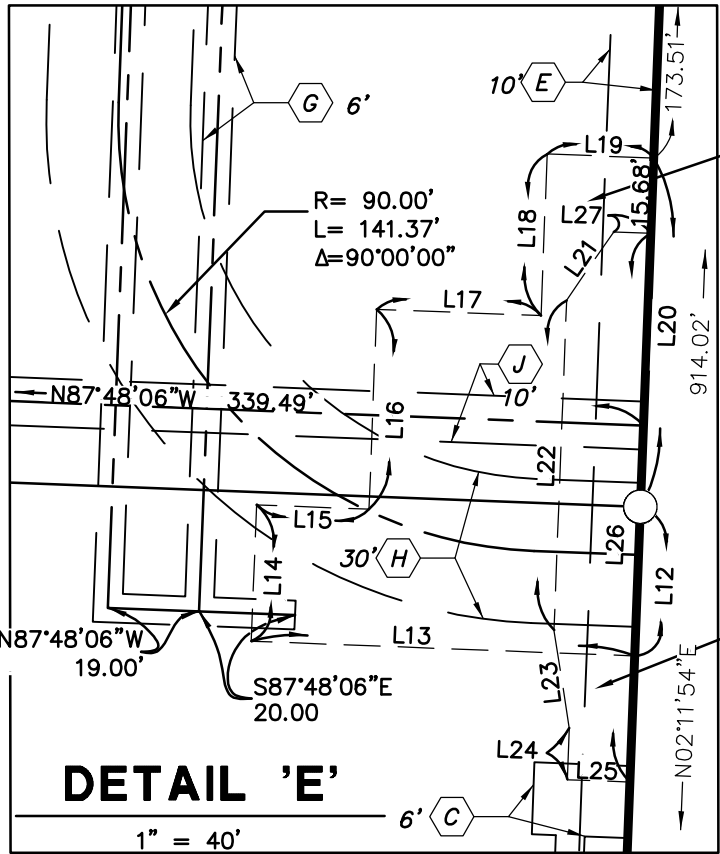 173.51'
10' E
G 6'
L19
15.68'
R= 90.00'
L= 141.37'
Δ=90°00'00"
L18
L27
L21
L17
L20
914.02'
J
10'
N87°48'06"W 339.49'
L16
L22
L15
L26
30' H
L14
L12
N87°48'06"W
19.00'
L13
S87°48'06"E
20.00
L23
N02°11'54"E
L24
L25
DETAIL 'E'
6' C
1" = 40'